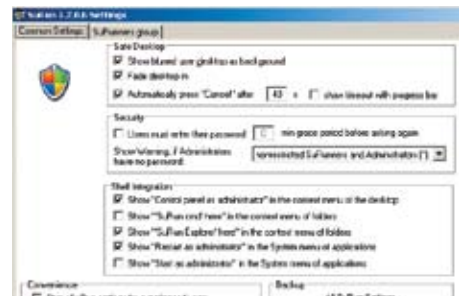 SuRun 1.2.0.6 Settings
Common Settings SuRunners group
Safe Desktop
Show blurred user desktop as background
Fade desktop in
Automatically press "Cancel" after 40 s show timeout with progress bar
Security
Users must enter their password 0 min grace period before asking again
Show Warning, if Administrators
have no password: SuRunners and Administrators (*)
Shell Integration
Show "Control panel as administrator" in the context menu of the desktop
Show "SuRun cmd here" in the context menu of folders
Show "SuRun Explorer here" in the context menu of folders
Show "Restart as administrator" in the System menu of applications
Show "Start as administrator" in the System menu of applications
Convenience Backup